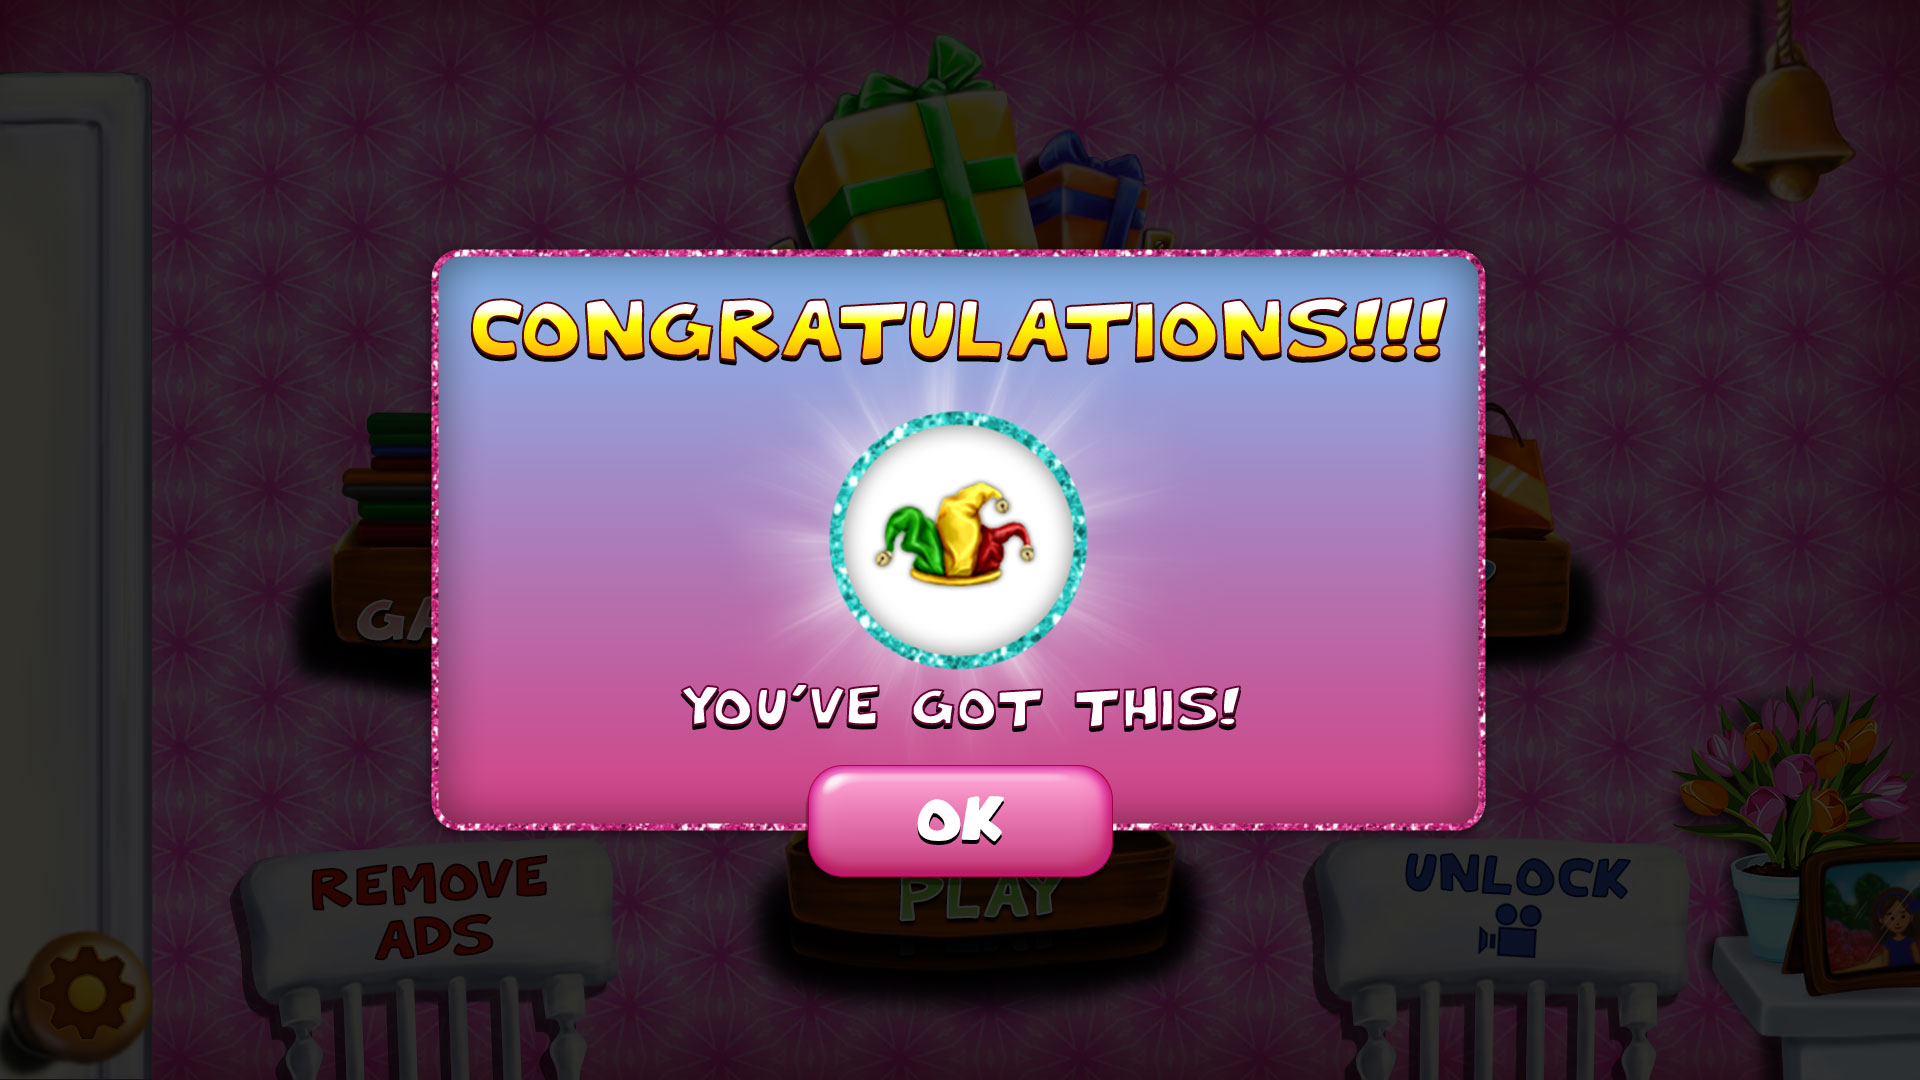 CONGRATULATIONS!!!
YOU'VE GOT THIS!
OK
REMOVE
ADS
PLAY
UNLOCK